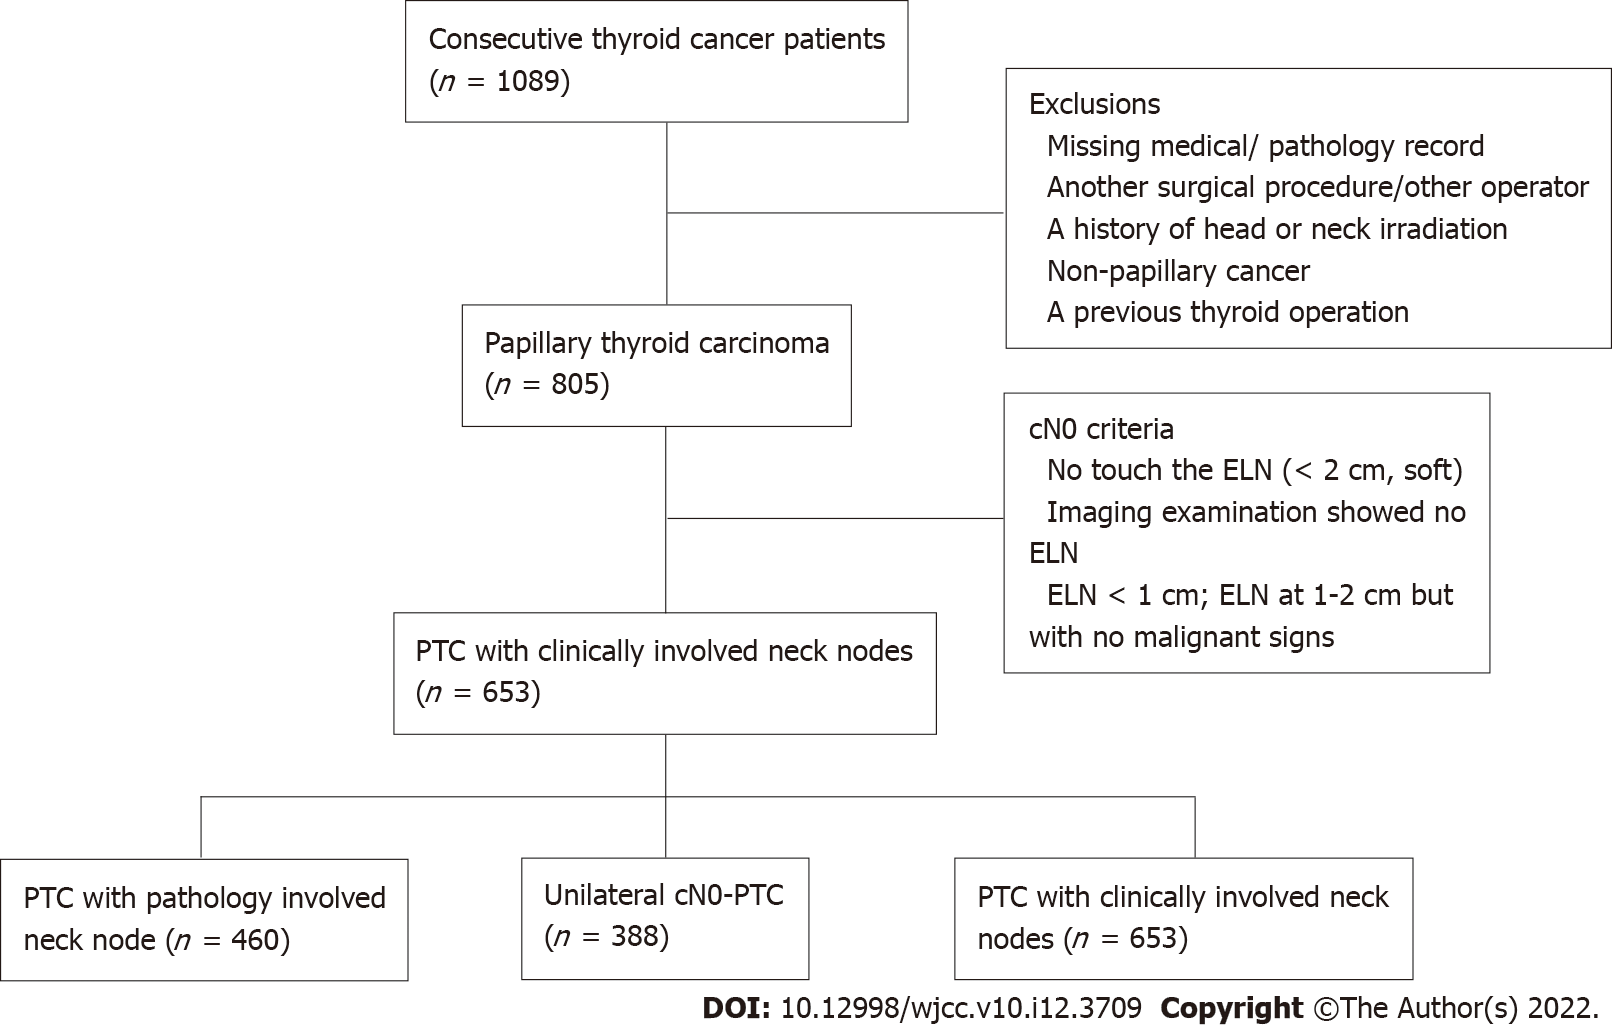 Consecutive thyroid cancer patients
(n = 1089)
Exclusions
Missing medical/ pathology record
Another surgical procedure/other operator
A history of head or neck irradiation
Non-papillary cancer
A previous thyroid operation
Papillary thyroid carcinoma
(n = 805)
cN0 criteria
No touch the ELN (< 2 cm, soft)
Imaging examination showed no
ELN
ELN < 1 cm; ELN at 1-2 cm but
with no malignant signs
PTC with clinically involved neck nodes
(n = 653)
PTC with pathology involved
neck node (n = 460)
Unilateral cN0-PTC
(n = 388)
PTC with clinically involved neck
nodes (n = 653)
DOI: 10.12998/wjcc.v10.i12.3709 Copyright ©The Author(s) 2022.